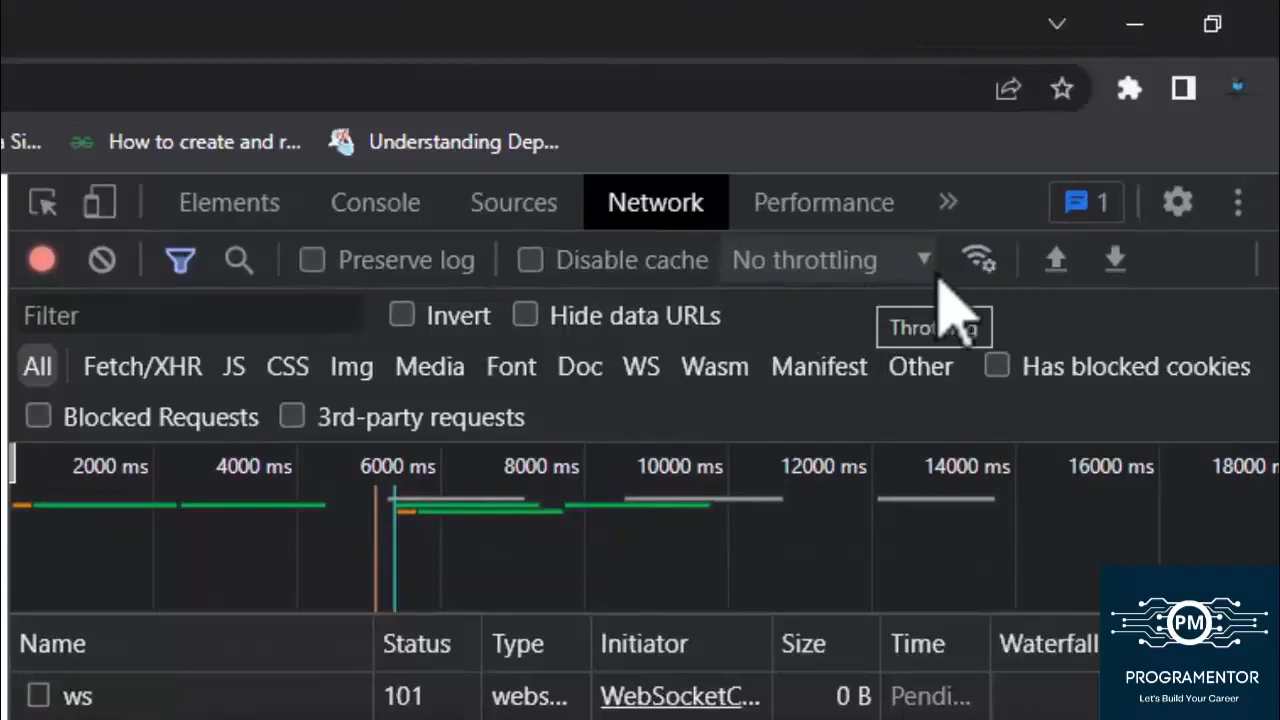 a Si... How to create and r... Understanding Dep...
Elements Console Sources Network Performance 1
Preserve log Disable cache No throttling
Filter Invert Hide data URLs
Throttling
All Fetch/XHR JS CSS Img Media Font Doc WS Wasm Manifest Other Has blocked cookies
Blocked Requests 3rd-party requests
2000 ms 4000 ms 6000 ms 8000 ms 10000 ms 12000 ms 14000 ms 16000 ms 18000 m
Name Status Type Initiator Size Time Waterfall
ws 101 webs... WebSocketC... 0 B Pendi...
PM
PROGRAMENTOR
Let's Build Your Career